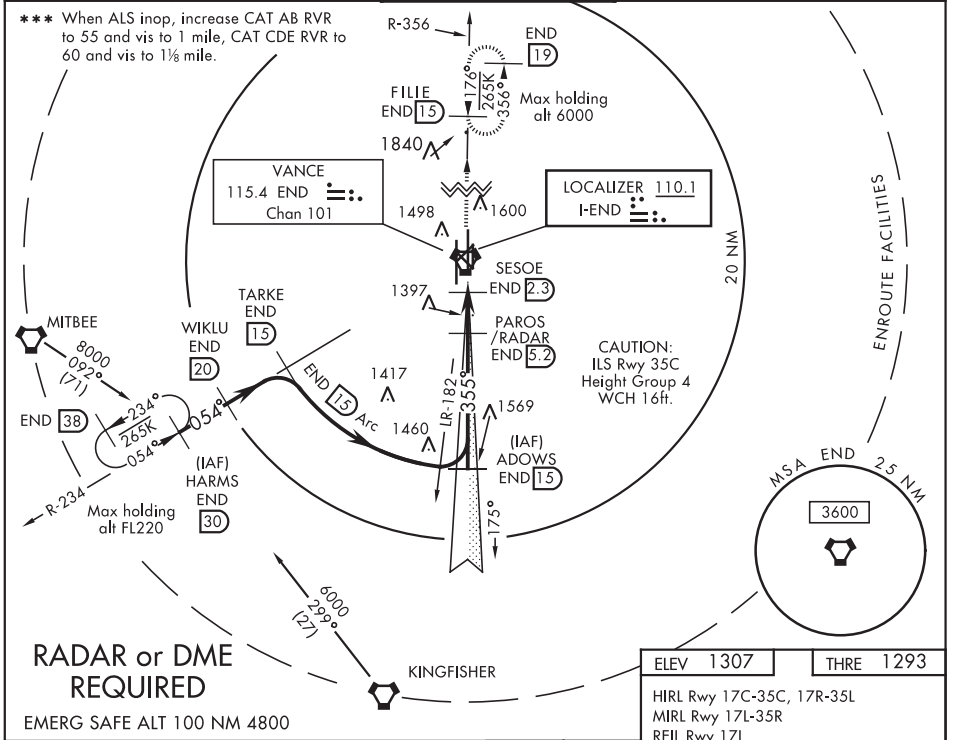 *** When ALS inop, increase CAT AB RVR
to 55 and vis to 1 mile, CAT CDE RVR to
60 and vis to 1⅛ mile.
R-356
END
19
176°
265K
356°
FILIE
END 15
Max holding
alt 6000
1840
VANCE
115.4 END
Chan 101
LOCALIZER 110.1
I-END
1498
1600
20 NM
ENROUTE FACILITIES
SESOE
END 2.3
1397
TARKE
END
15
PAROS
/RADAR
END 5.2
MITBEE
WIKLU
END
20
CAUTION:
ILS Rwy 35C
Height Group 4
WCH 16ft.
8000
092°
(71)
END 15 Arc
1417
LR-182
355°
END 38
234°
265K
054°
054°
1460
1569
(IAF)
ADOWS
END 15
(IAF)
HARMS
END
30
R-234
Max holding
alt FL220
175°
MSA END 25 NM
3600
6000
299°
(27)
KINGFISHER
RADAR or DME
REQUIRED
EMERG SAFE ALT 100 NM 4800
ELEV 1307
THRE 1293
HIRL Rwy 17C-35C, 17R-35L
MIRL Rwy 17L-35R
REIL Rwy 17L